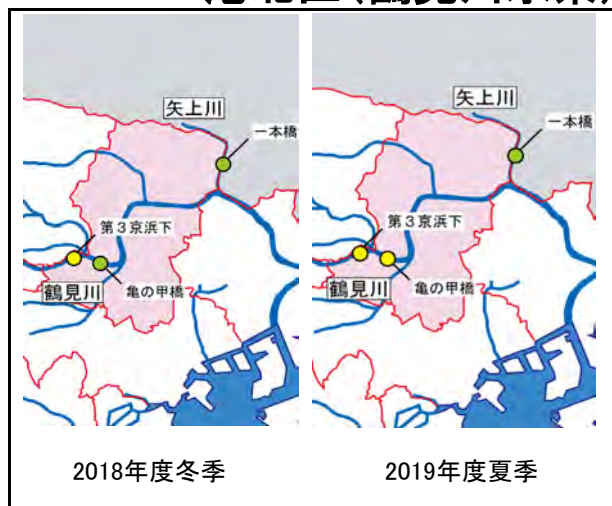 矢上川
一本橋
第3京浜下
鶴見川
亀の甲橋
2018年度冬季
矢上川
一本橋
第3京浜下
鶴見川
亀の甲橋
2019年度夏季